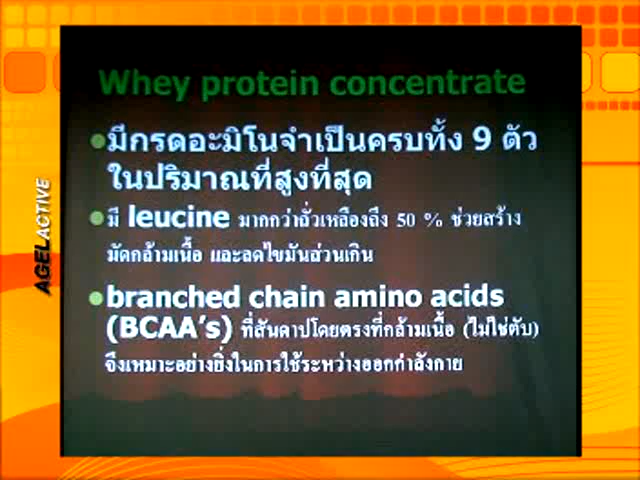 Whey protein concentrate
มีกรดอะมิโนจำเป็นครบทั้ง 9 ตัว
ในปริมาณที่สูงที่สุด
มี leucine มากกว่าถั่วเหลืองถึง 50 % ช่วยสร้าง
มัดกล้ามเนื้อ และลดไขมันส่วนเกิน
branched chain amino acids
(BCAA's) ที่สันดาปโดยตรงที่กล้ามเนื้อ (ไม่ใช่ตับ)
จึงเหมาะอย่างยิ่งในการใช้ระหว่างออกกำลังกาย
AGELACTIVE